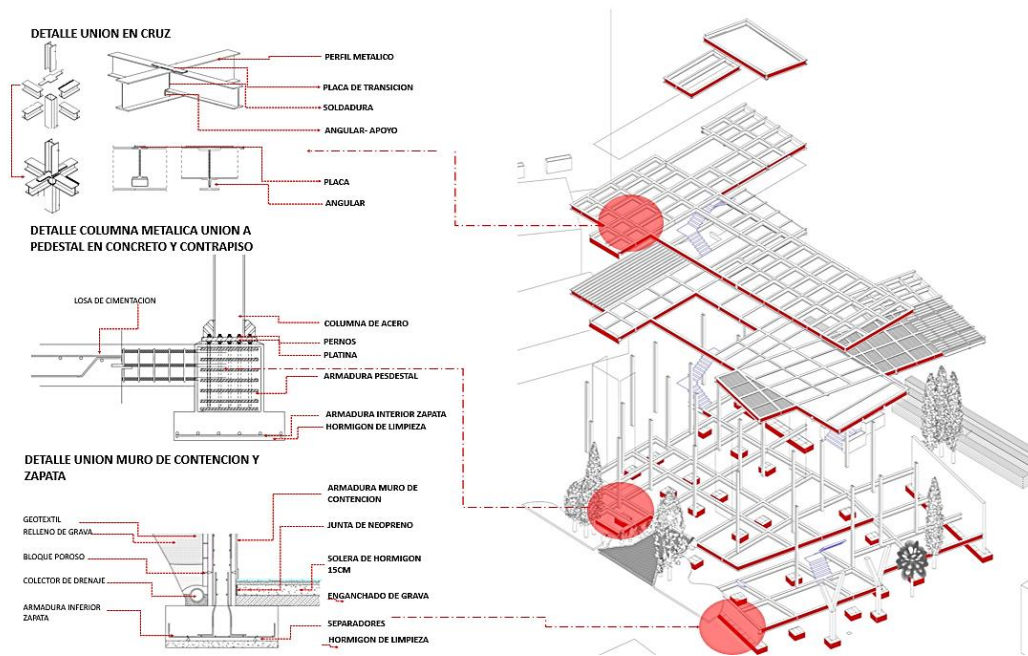 DETALLE UNION EN CRUZ
PERFIL METALICO
PLACA DE TRANSICION
SOLDADURA
ANGULAR- APOYO
PLACA
ANGULAR
DETALLE COLUMNA METALICA UNION A
PEDESTAL EN CONCRETO Y CONTRAPISO
LOSA DE CIMENTACION
COLUMNA DE ACERO
PERNOS
PLATINA
ARMADURA PESDESTAL
ARMADURA INTERIOR ZAPATA
HORMIGON DE LIMPIEZA
DETALLE UNION MURO DE CONTENCION Y
ZAPATA
ARMADURA MURO DE
CONTENCION
GEOTEXTIL
RELLENO DE GRAVA
JUNTA DE NEOPRENO
BLOQUE POROSO
SOLERA DE HORMIGON
15CM
COLECTOR DE DRENAJE
ENGANCHADO DE GRAVA
ARMADURA INFERIOR
ZAPATA
SEPARADORES
HORMIGON DE LIMPIEZA